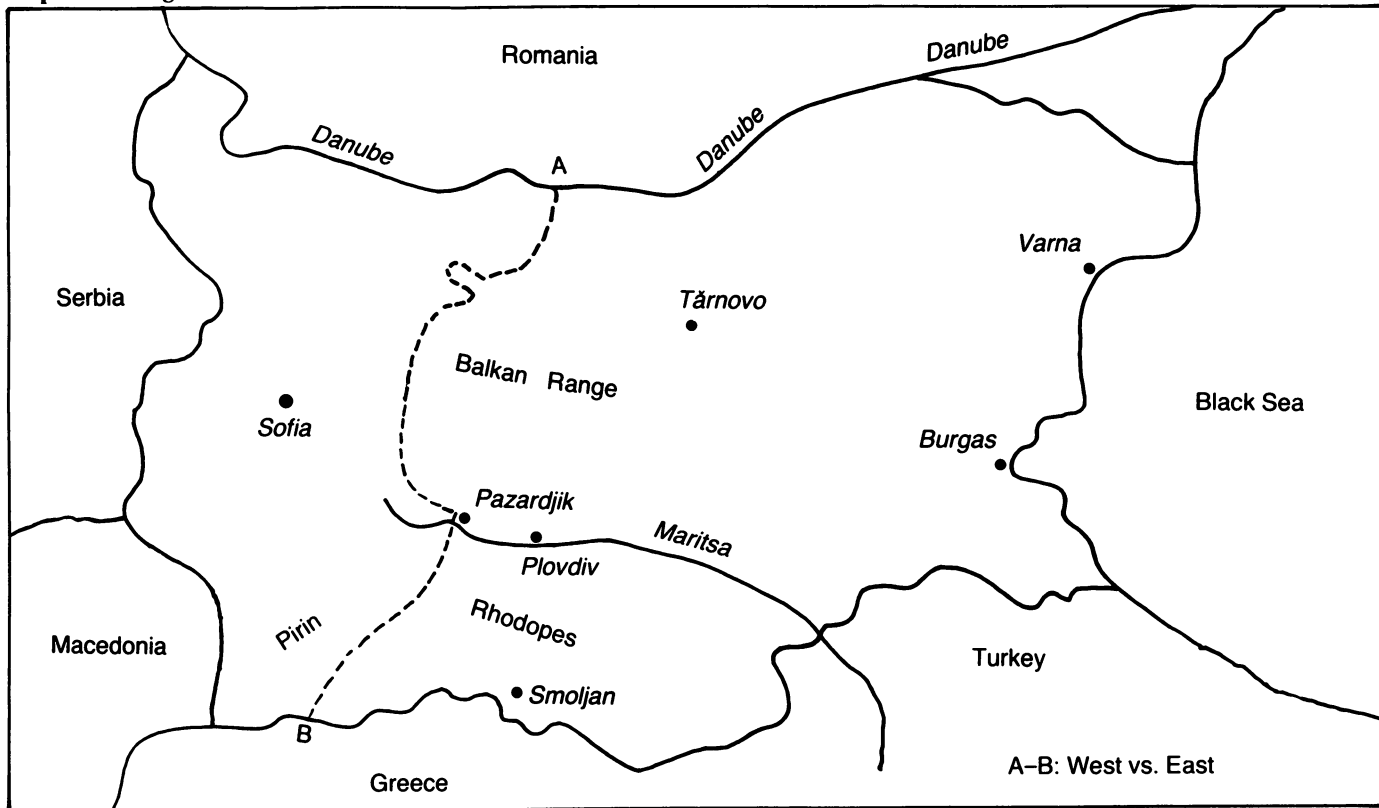 Romania
Danube
Danube
Danube
A
Varna
Serbia
Tărnovo
Balkan Range
Black Sea
Sofia
Burgas
Pazardjik
Maritsa
Plovdiv
Rhodopes
Pirin
Macedonia
Turkey
Smoljan
B
A–B: West vs. East
Greece